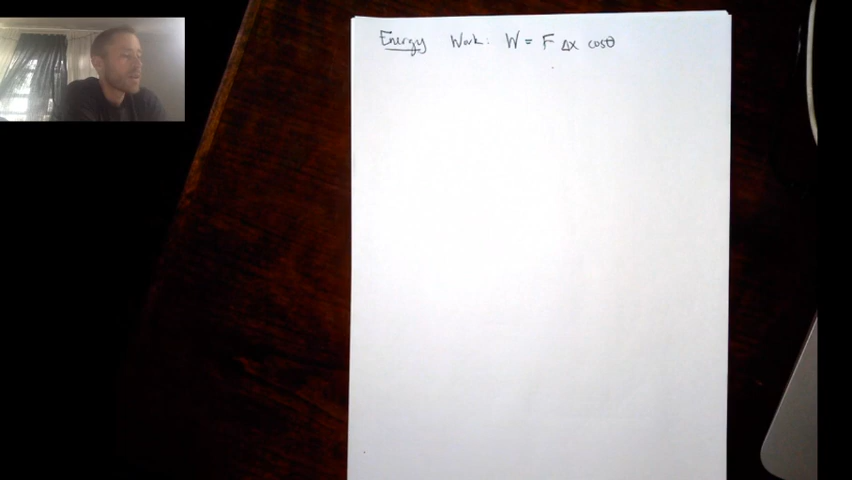 Energy Work: W = F Δx cosθ